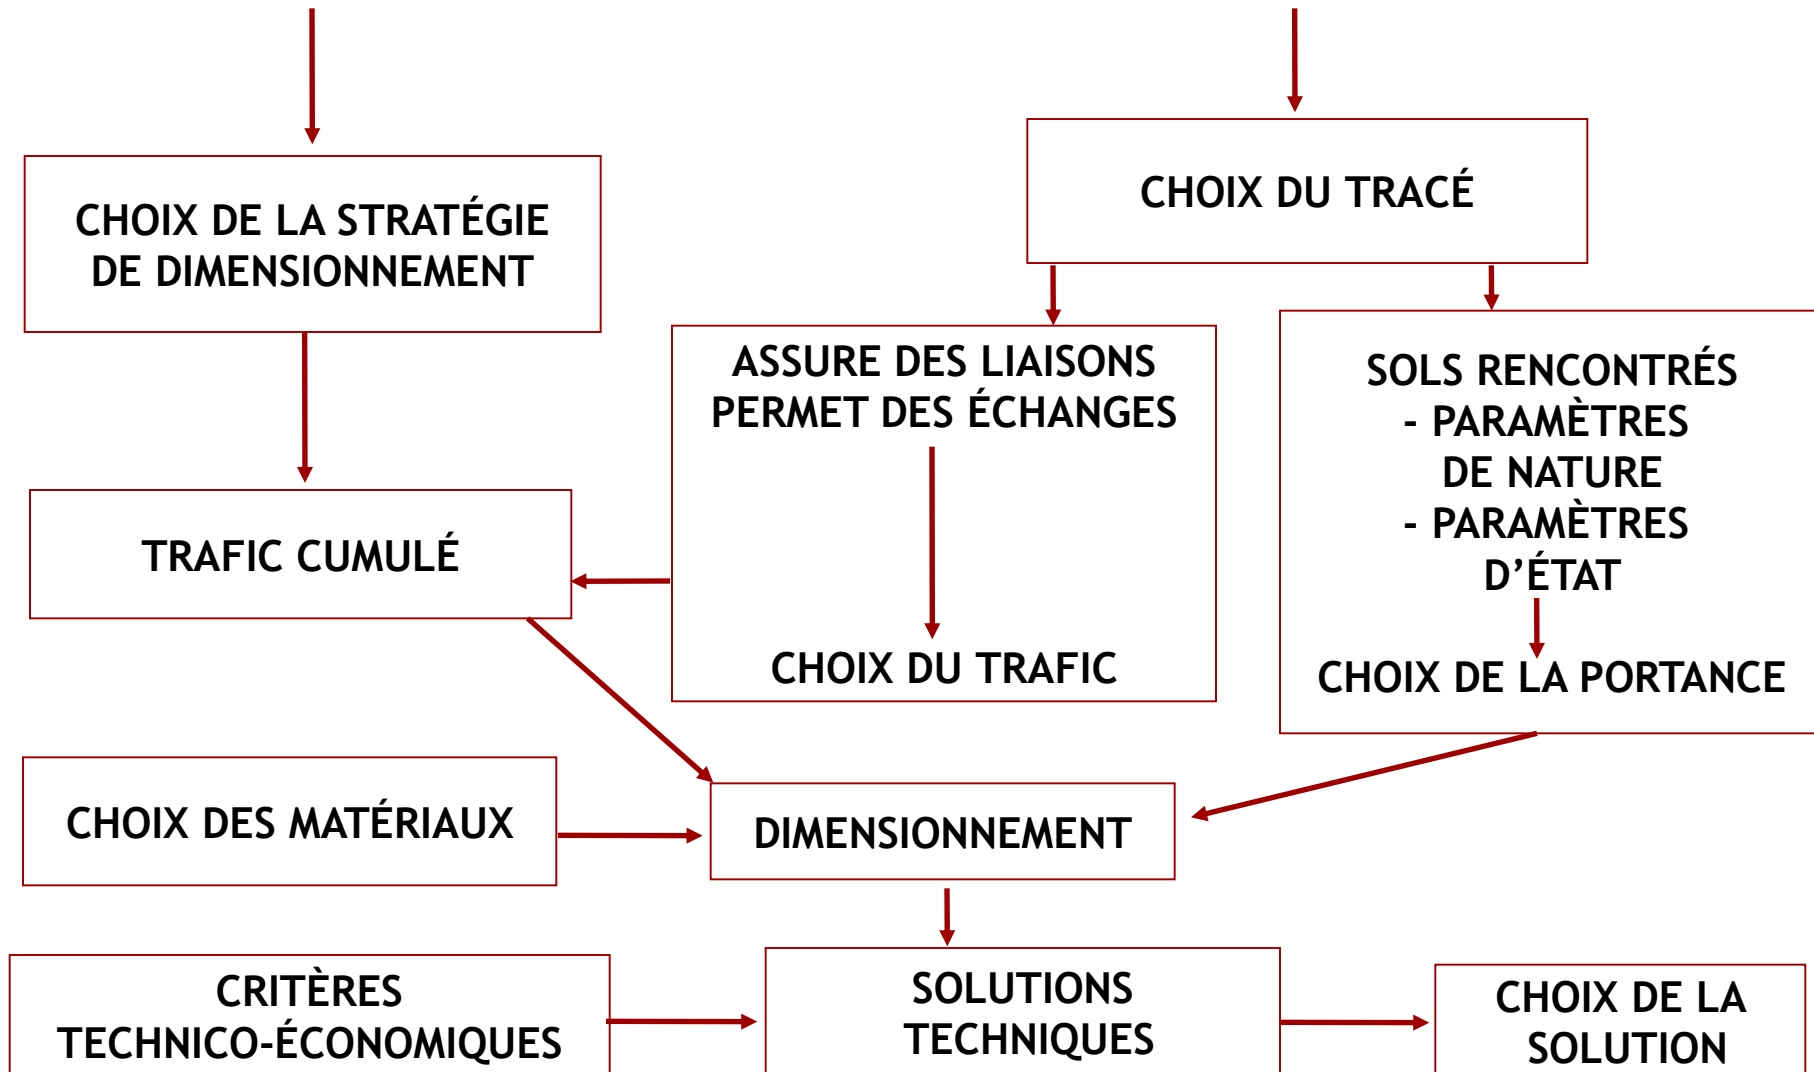 CHOIX DE LA STRATÉGIE
DE DIMENSIONNEMENT
CHOIX DU TRACÉ
ASSURE DES LIAISONS
PERMET DES ÉCHANGES
CHOIX DU TRAFIC
SOLS RENCONTRÉS
- PARAMÈTRES
DE NATURE
- PARAMÈTRES
D’ÉTAT
CHOIX DE LA PORTANCE
TRAFIC CUMULÉ
CHOIX DES MATÉRIAUX
DIMENSIONNEMENT
CRITÈRES
TECHNICO-ÉCONOMIQUES
SOLUTIONS
TECHNIQUES
CHOIX DE LA
SOLUTION